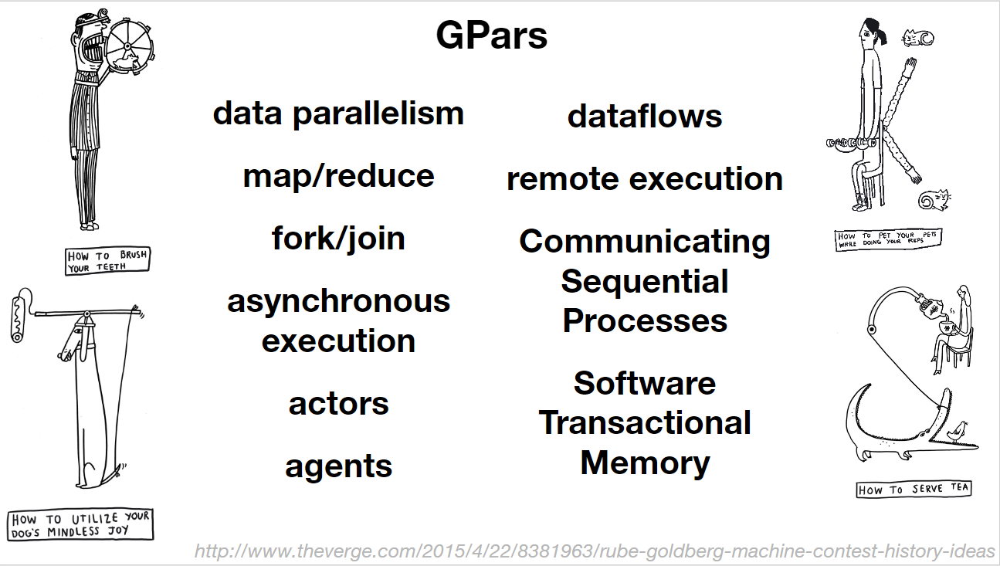 GPars
data parallelism
map/reduce
fork/join
asynchronous
execution
actors
agents
dataflows
remote execution
Communicating
Sequential
Processes
Software
Transactional
Memory
HOW TO BRUSH
YOUR TEETH
HOW TO UTILIZE YOUR
DOG'S MINDLESS JOY
HOW TO PET YOUR PETS
WHILE DOING YOUR REPS
HOW TO SERVE TEA
http://www.theverge.com/2015/4/22/8381963/rube-goldberg-machine-contest-history-ideas